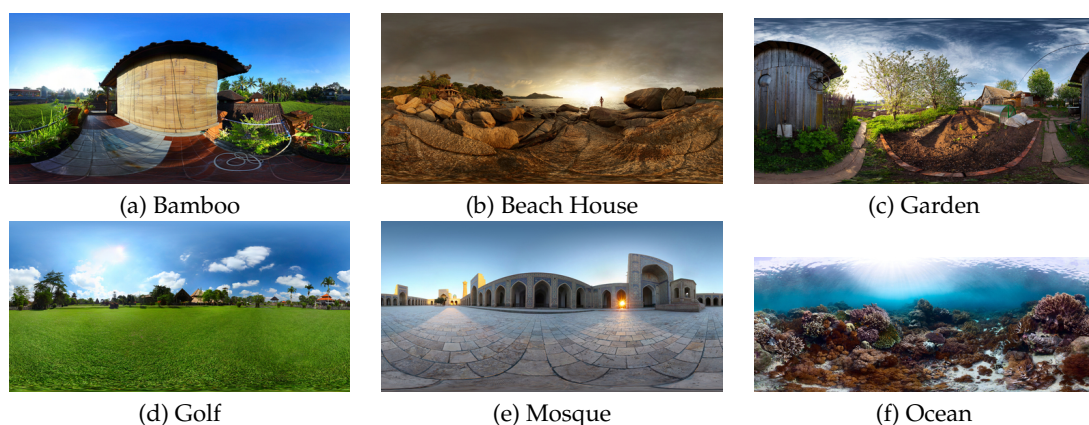 (a) Bamboo
(b) Beach House
(c) Garden
(d) Golf
(e) Mosque
(f) Ocean